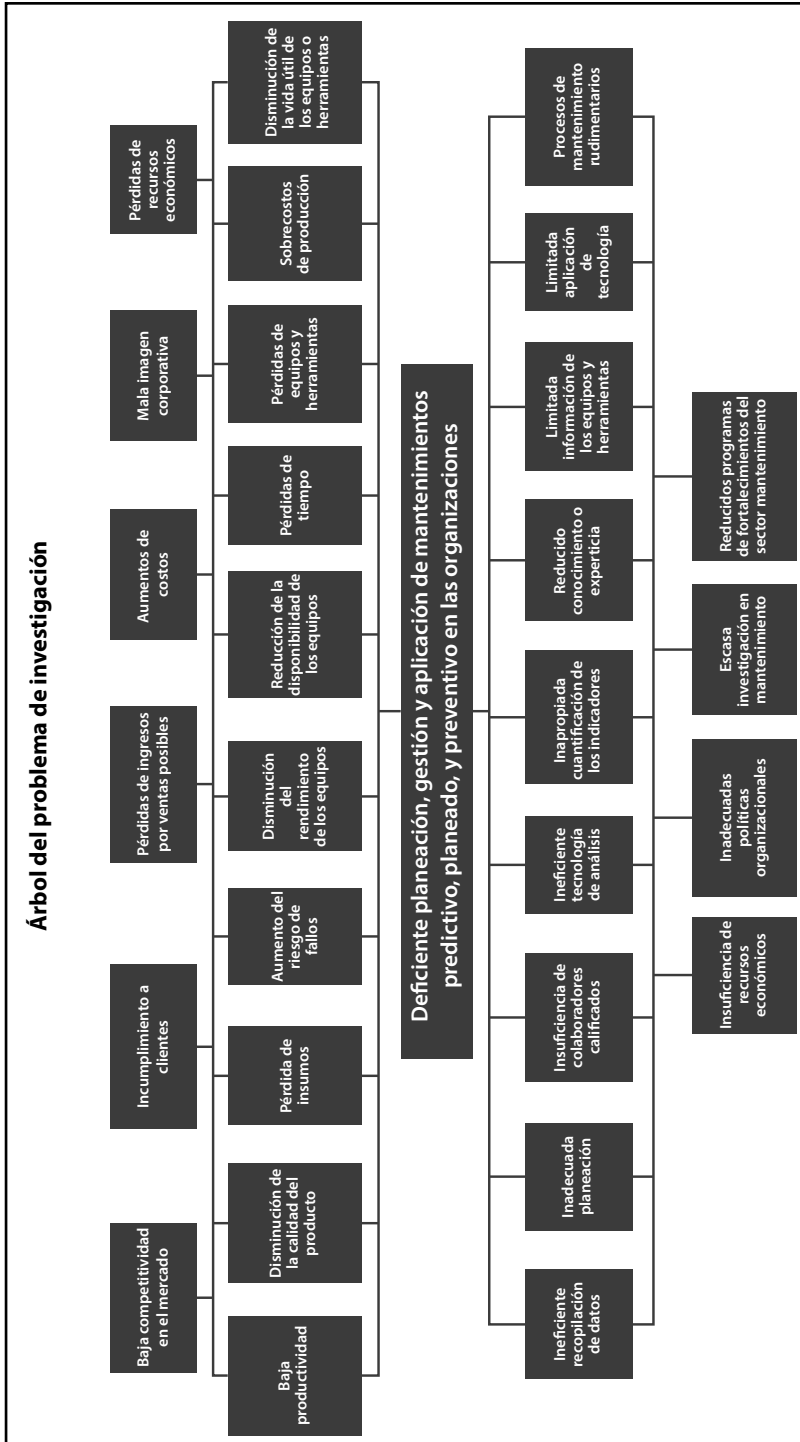 Árbol del problema de investigación
Baja competitividad
en el mercado
Incumplimiento a
clientes
Pérdidas de ingresos
por ventas posibles
Aumentos de
costos
Mala imagen
corporativa
Pérdidas de
recursos
económicos
Baja
productividad
Disminución de
la calidad del
producto
Pérdida de
insumos
Aumento del
riesgo de
fallos
Disminución
del
rendimiento
de los equipos
Reducción de la
disponibilidad de
los equipos
Pérdidas de
tiempo
Pérdidas de
equipos y
herramientas
Sobrecostos
de producción
Disminución de
la vida útil de
los equipos o
herramientas
Deficiente planeación, gestión y aplicación de mantenimientos
predictivo, planeado, y preventivo en las organizaciones
Ineficiente
recopilación
de datos
Inadecuada
planeación
Insuficiencia de
colaboradores
calificados
Ineficiente
tecnología
de análisis
Inapropiada
cuantificación de
los indicadores
Reducido
conocimiento o
experticia
Limitada
información de
los equipos y
herramientas
Limitada
aplicación
de
tecnología
Procesos de
mantenimiento
rudimentarios
Insuficiencia de
recursos
económicos
Inadecuadas
políticas
organizacionales
Escasa
investigación en
mantenimiento
Reducidos programas
de fortalecimientos del
sector mantenimiento